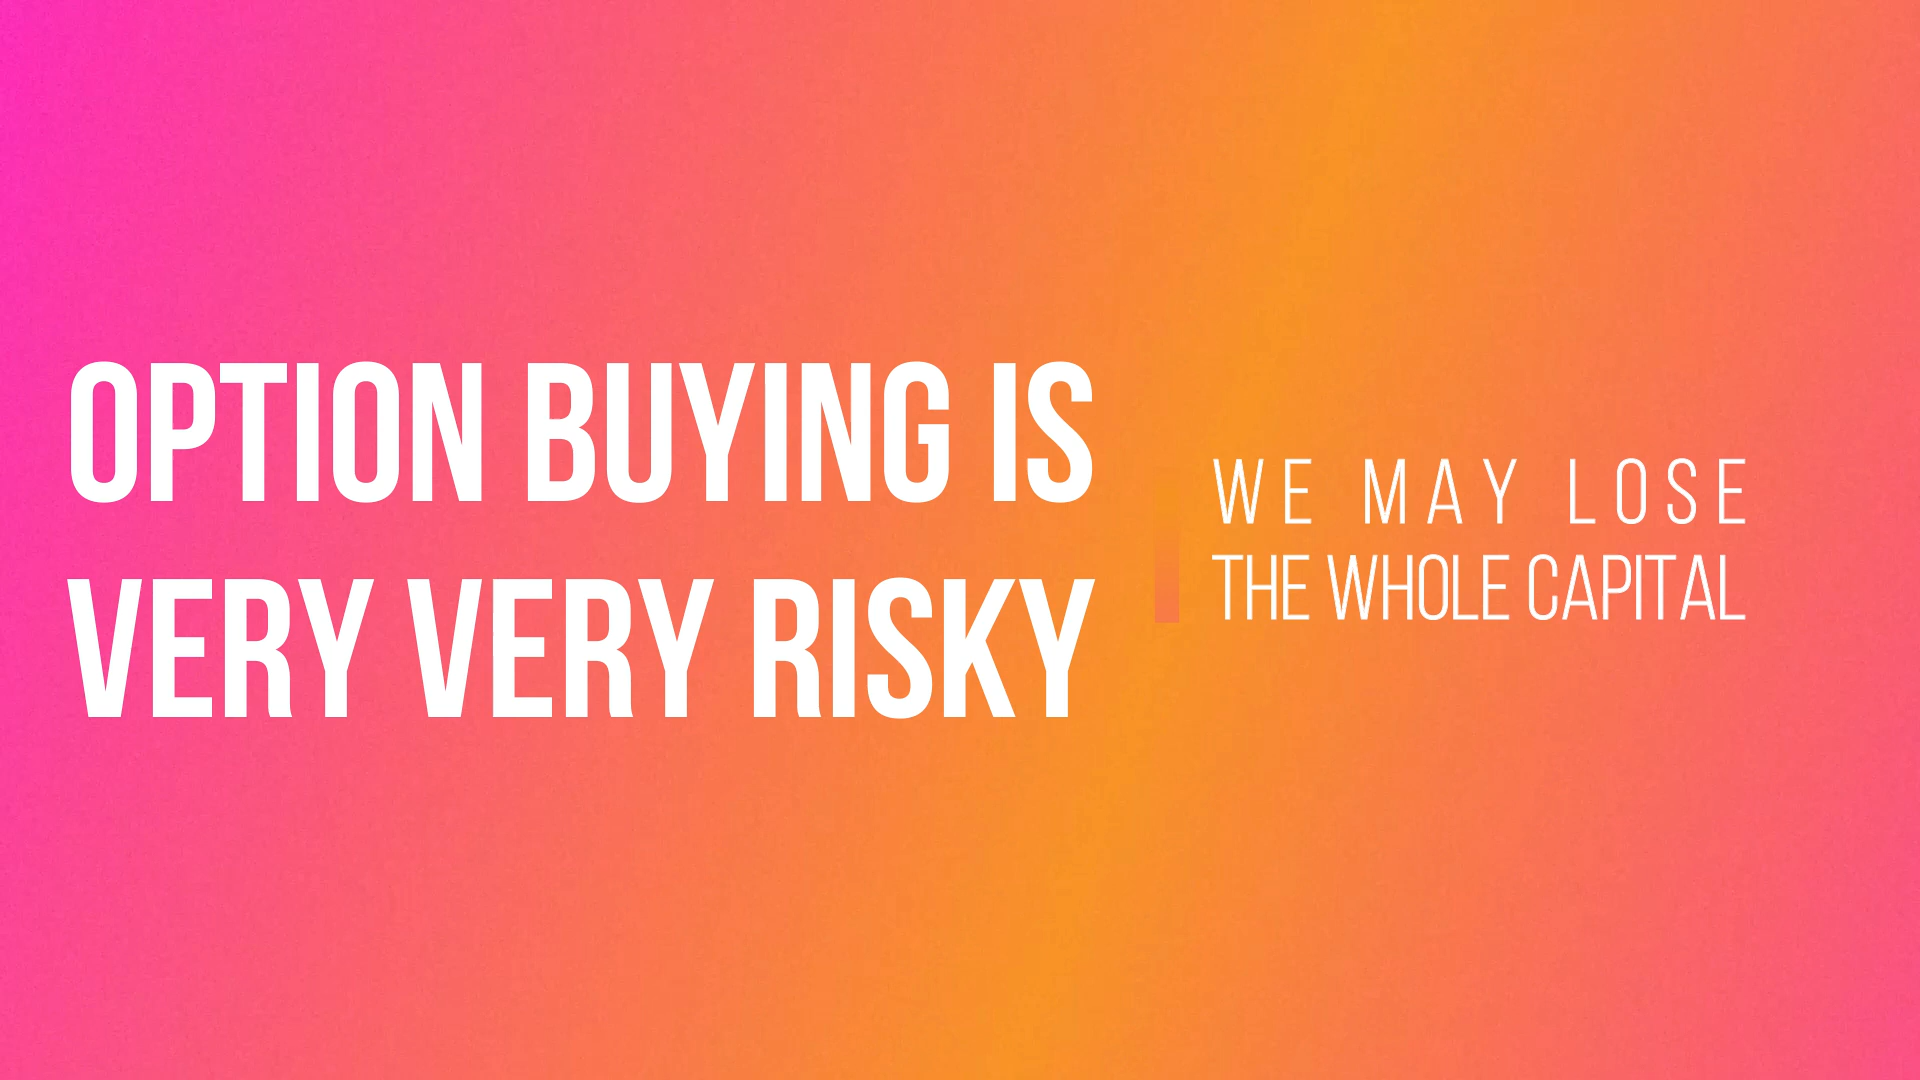 OPTION BUYING IS
VERY VERY RISKY
WE MAY LOSE
THE WHOLE CAPITAL